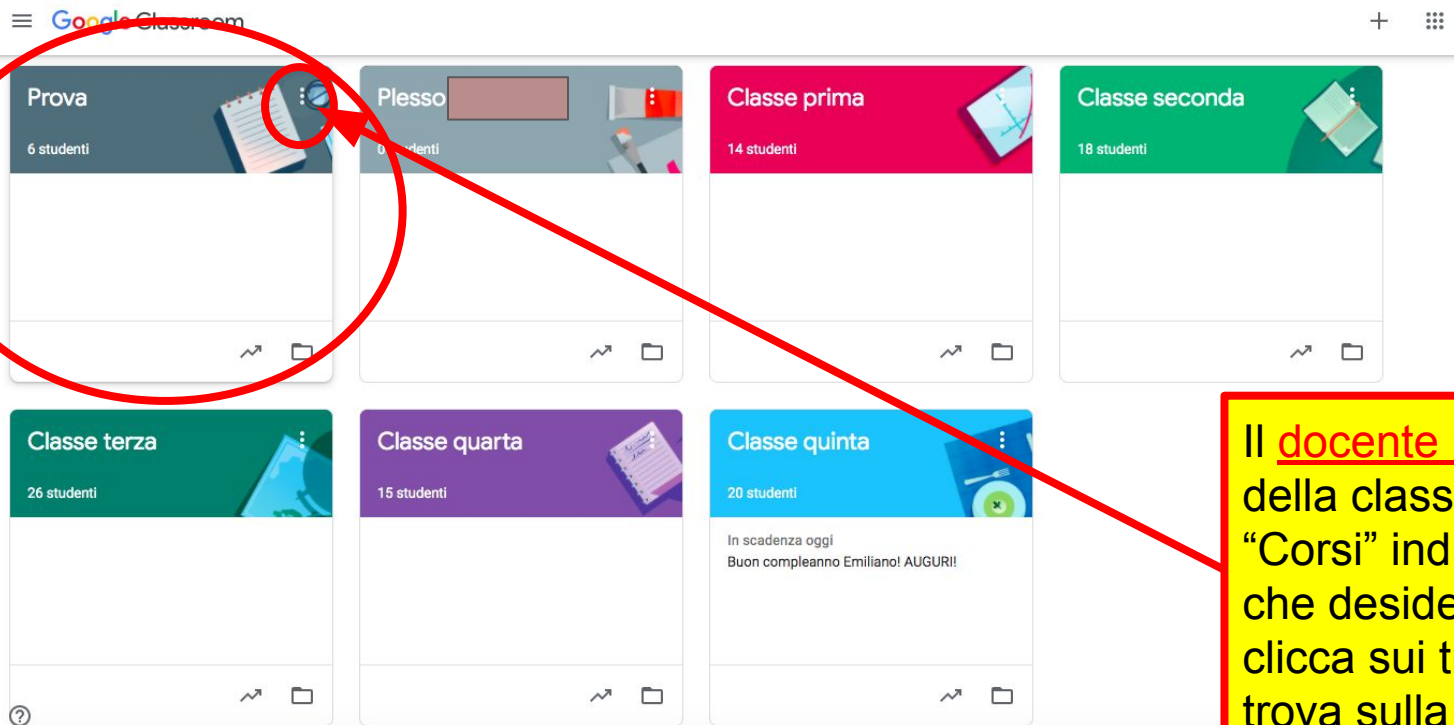 Google Classroom
Prova
6 studenti
Plesso
0 studenti
Classe prima
14 studenti
Classe seconda
18 studenti
Classe terza
26 studenti
Classe quarta
15 studenti
Classe quinta
20 studenti
In scadenza oggi
Buon compleanno Emiliano! AUGURI!
Il docente
della class
“Corsi” ind
che deside
clicca sui t
trova sulla